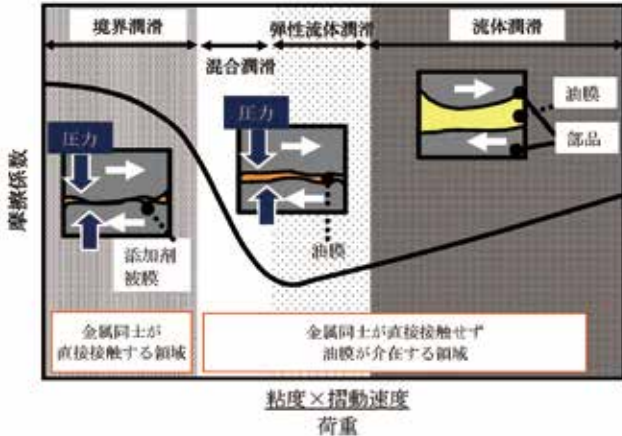 境界潤滑
混合潤滑
弾性流体潤滑
流体潤滑
圧力
圧力
油膜
部品
添加剤
被膜
油膜
摩擦係数
金属同士が
直接接触する領域
金属同士が直接接触せず
油膜が介在する領域
粘度×摺動速度
荷重